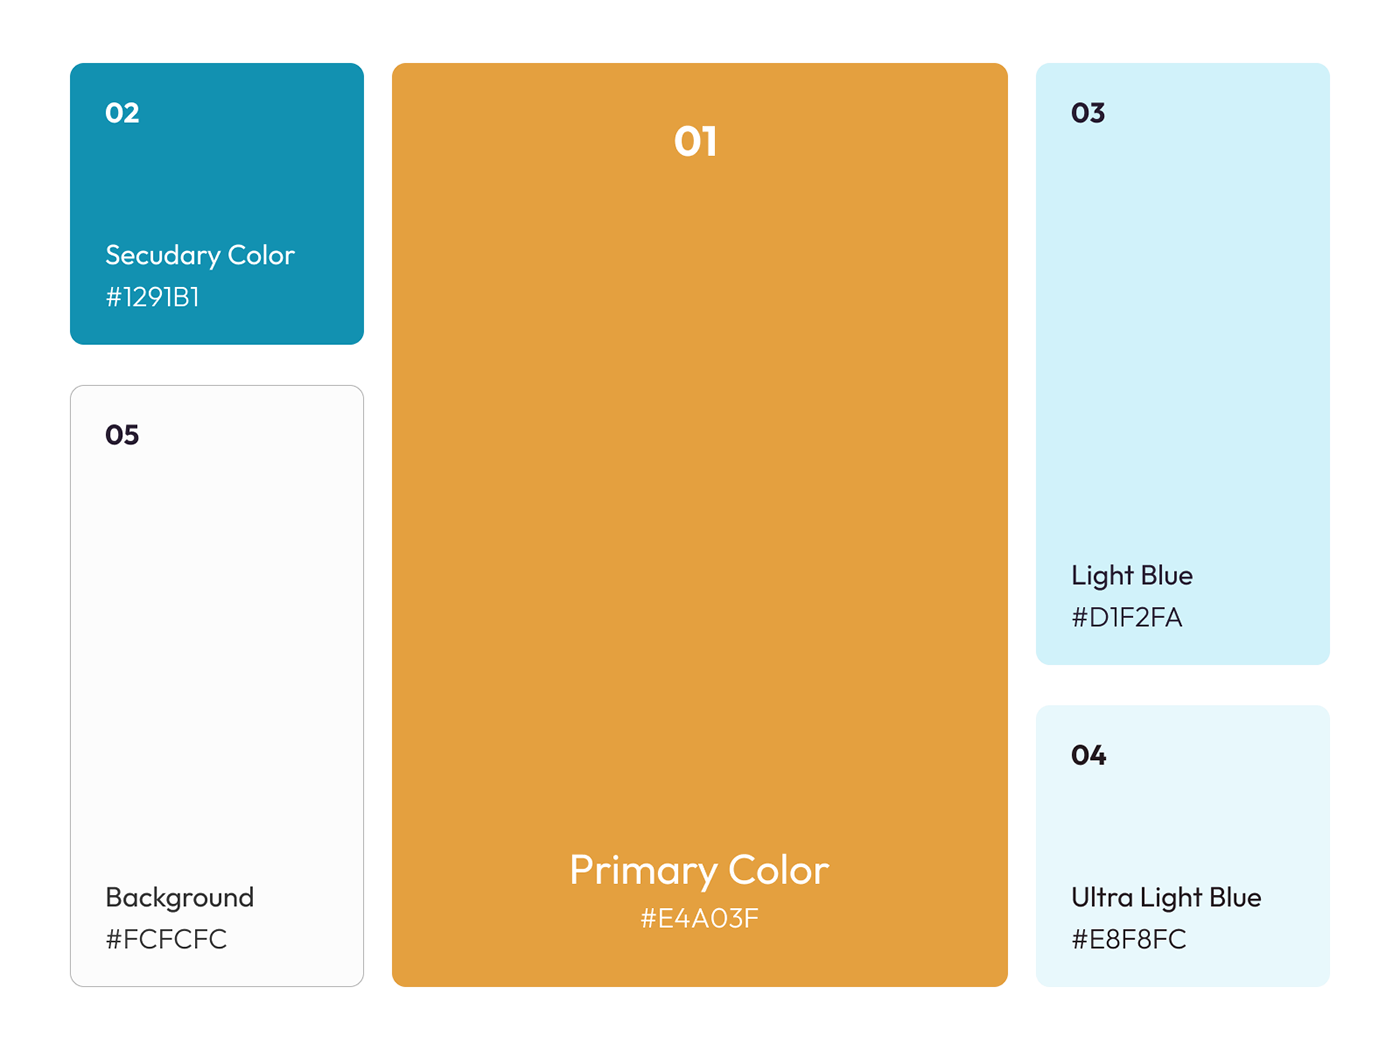 02
Secudary Color
#1291B1
05
Background
#FCFCFC
01
Primary Color
#E4A03F
03
Light Blue
#D1F2FA
04
Ultra Light Blue
#E8F8FC